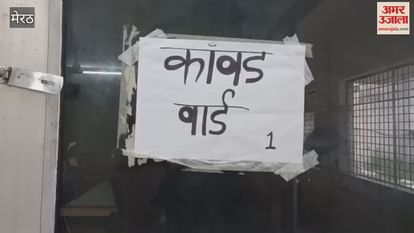 मेरठ
अमर उजाला
amarujala.com
काँवड
वार्ड
1